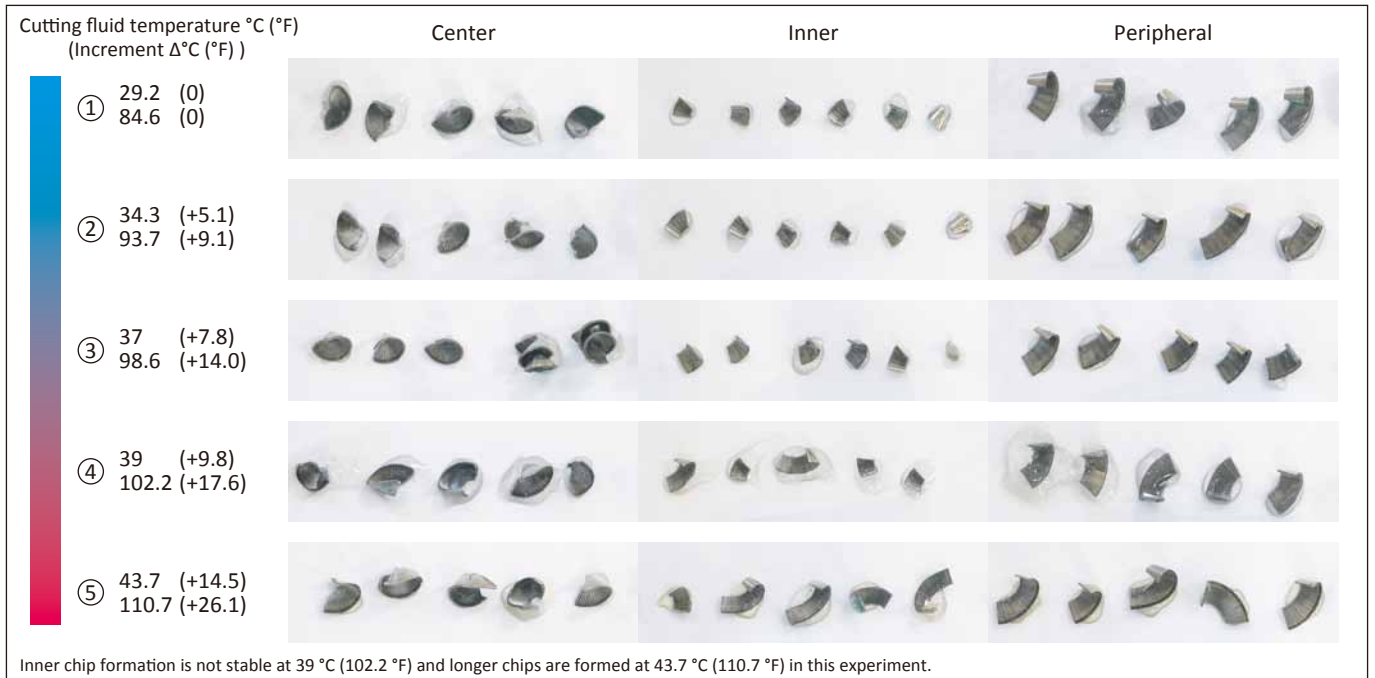 Cutting fluid temperature °C (°F)
(Increment Δ°C (°F) )
Center
Inner
Peripheral
① 29.2 (0)
84.6 (0)
② 34.3 (+5.1)
93.7 (+9.1)
③ 37 (+7.8)
98.6 (+14.0)
④ 39 (+9.8)
102.2 (+17.6)
⑤ 43.7 (+14.5)
110.7 (+26.1)
Inner chip formation is not stable at 39 °C (102.2 °F) and longer chips are formed at 43.7 °C (110.7 °F) in this experiment.